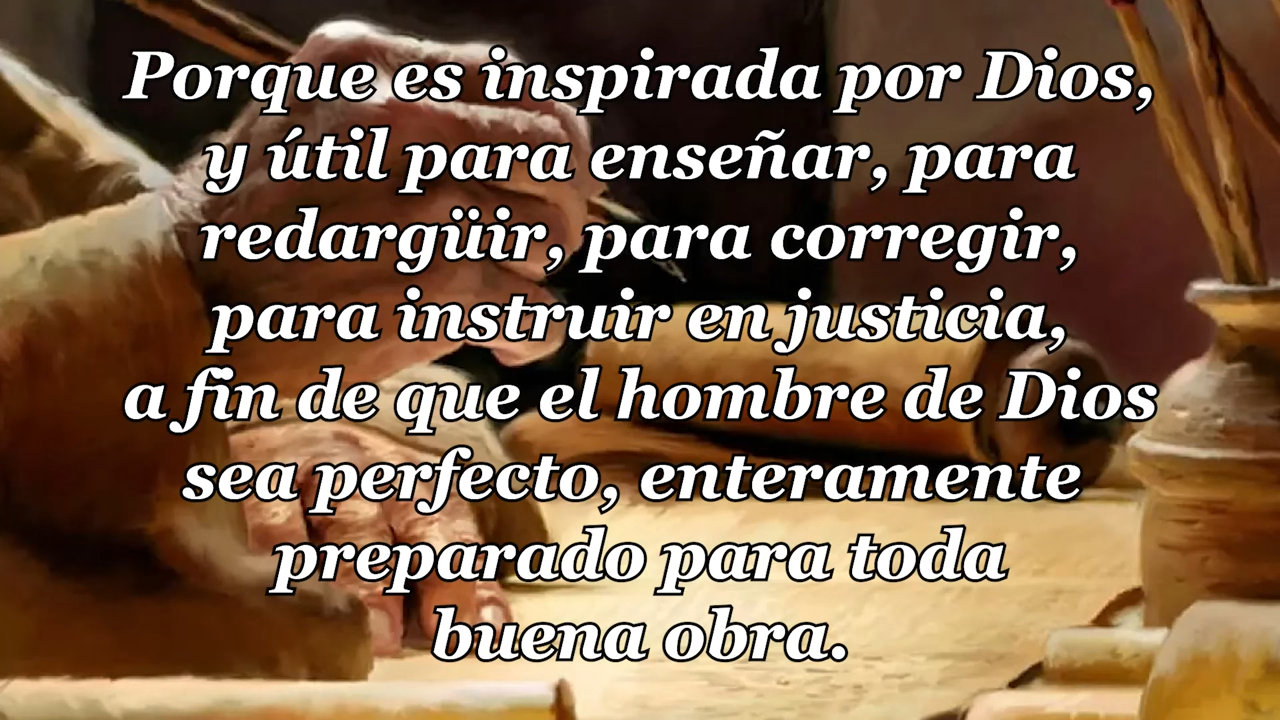 Porque es inspirada por Dios,
y útil para enseñar, para
redargüir, para corregir,
para instruir en justicia,
a fin de que el hombre de Dios
sea perfecto, enteramente
preparado para toda
buena obra.